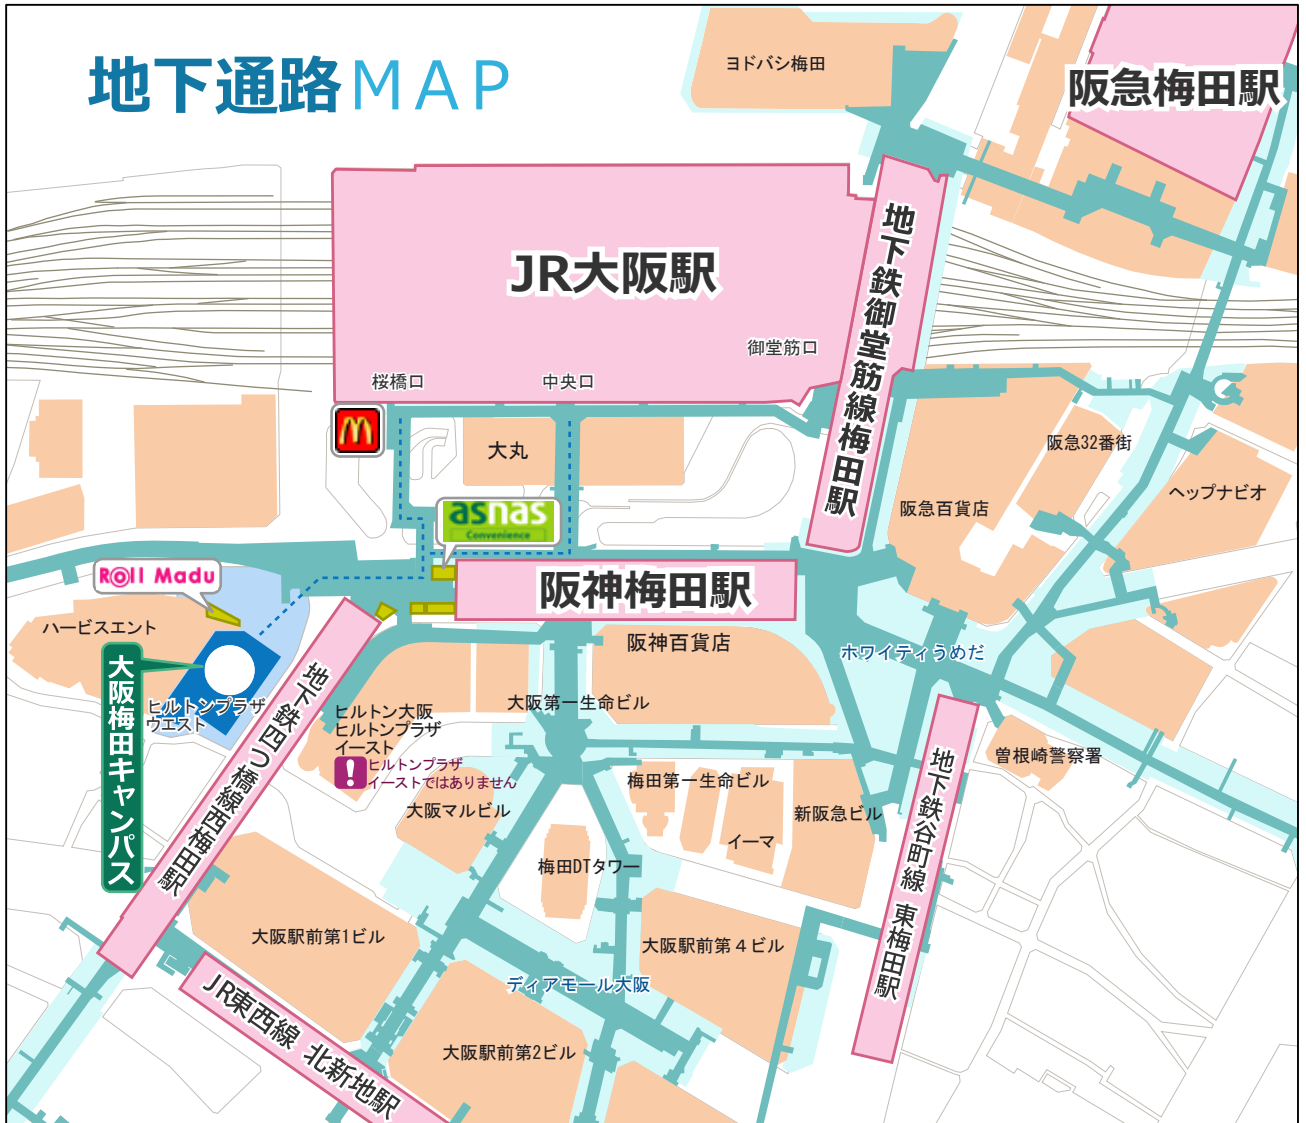 地下通路MAP
ヨドバシ梅田
阪急梅田駅
JR大阪駅
地下鉄御堂筋線梅田駅
御堂筋口
桜橋口
中央口
大丸
阪急32番街
阪急百貨店
ヘップナビオ
asnas
Convenience
Roll Madu
阪神梅田駅
ハービスエント
阪神百貨店
ホワイティうめだ
大阪梅田キャンパス
ヒルトンプラザ
ウエスト
地下鉄四つ橋線西梅田駅
大阪第一生命ビル
ヒルトン大阪
ヒルトンプラザ
イースト
!
ヒルトンプラザ
イーストではありません
曽根崎警察署
地下鉄谷町線 東梅田駅
梅田第一生命ビル
大阪マルビル
新阪急ビル
イーマ
梅田DTタワー
大阪駅前第1ビル
大阪駅前第4ビル
ディアモール大阪
JR東西線 北新地駅
大阪駅前第2ビル